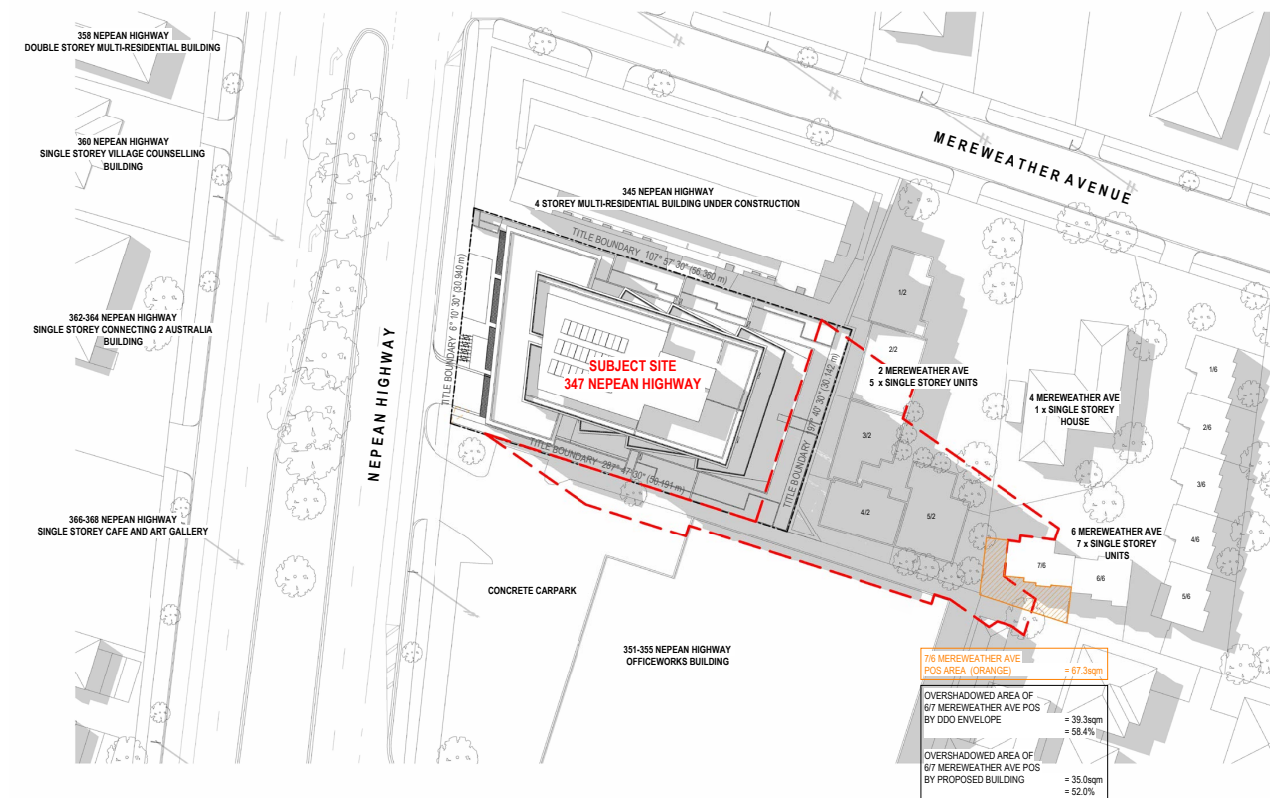 358 NEPEAN HIGHWAY
DOUBLE STOREY MULTI-RESIDENTIAL BUILDING
360 NEPEAN HIGHWAY
SINGLE STOREY VILLAGE COUNSELLING
BUILDING
362-364 NEPEAN HIGHWAY
SINGLE STOREY CONNECTING 2 AUSTRALIA
BUILDING
366-368 NEPEAN HIGHWAY
SINGLE STOREY CAFE AND ART GALLERY
NEPEAN HIGHWAY
MEREWEATHER AVENUE
345 NEPEAN HIGHWAY
4 STOREY MULTI-RESIDENTIAL BUILDING UNDER CONSTRUCTION
TITLE BOUNDARY 107° 57' 30" (56.360 m)
TITLE BOUNDARY 6° 10' 30" (30.940 m)
SUBJECT SITE
347 NEPEAN HIGHWAY
TITLE BOUNDARY 197° 40' 30" (30.142 m)
TITLE BOUNDARY 287° 47' 30" (56.191 m)
1/2
2/2
2 MEREWEATHER AVE
5 x SINGLE STOREY UNITS
3/2
4/2
5/2
4 MEREWEATHER AVE
1 x SINGLE STOREY
HOUSE
1/6
2/6
3/6
4/6
5/6
6 MEREWEATHER AVE
7 x SINGLE STOREY
UNITS
7/6
6/6
CONCRETE CARPARK
351-355 NEPEAN HIGHWAY
OFFICEWORKS BUILDING
7/6 MEREWEATHER AVE
POS AREA (ORANGE) = 67.3sqm
OVERSHADOWED AREA OF
6/7 MEREWEATHER AVE POS
BY DDO ENVELOPE = 39.3sqm
= 58.4%
OVERSHADOWED AREA OF
6/7 MEREWEATHER AVE POS
BY PROPOSED BUILDING = 35.0sqm
= 52.0%